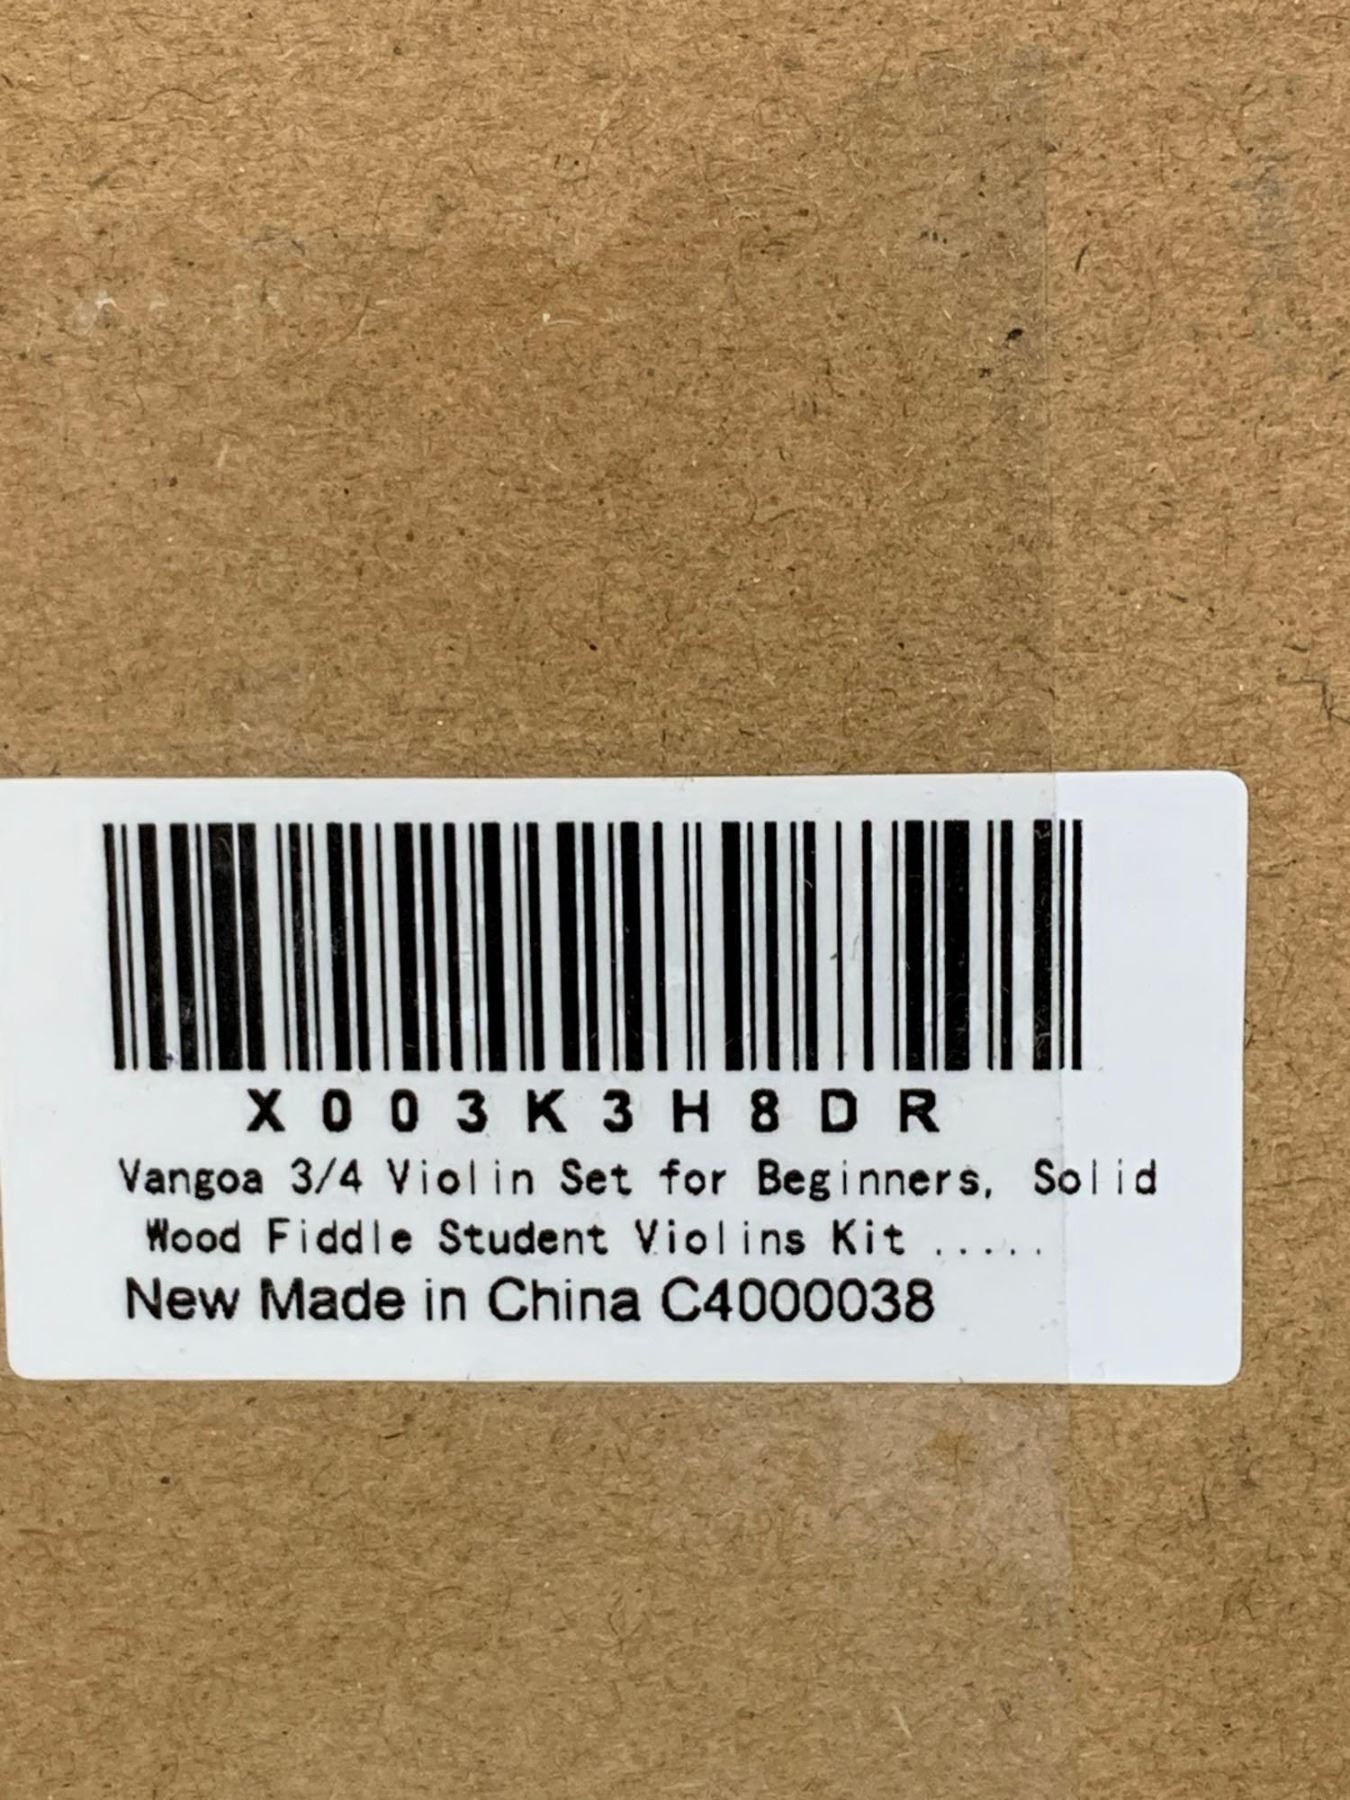 X003K3H8DR
Vangoa 3/4 Violin Set for Beginners, Solid
Wood Fiddle Student Violins Kit .....
New Made in China C4000038